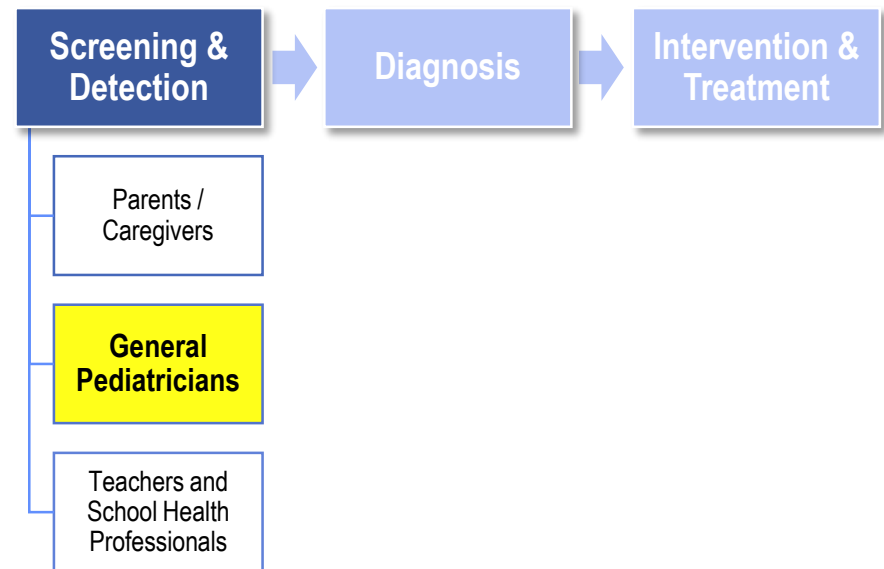 Screening &
Detection
Diagnosis
Intervention &
Treatment
Parents /
Caregivers
General
Pediatricians
Teachers and
School Health
Professionals